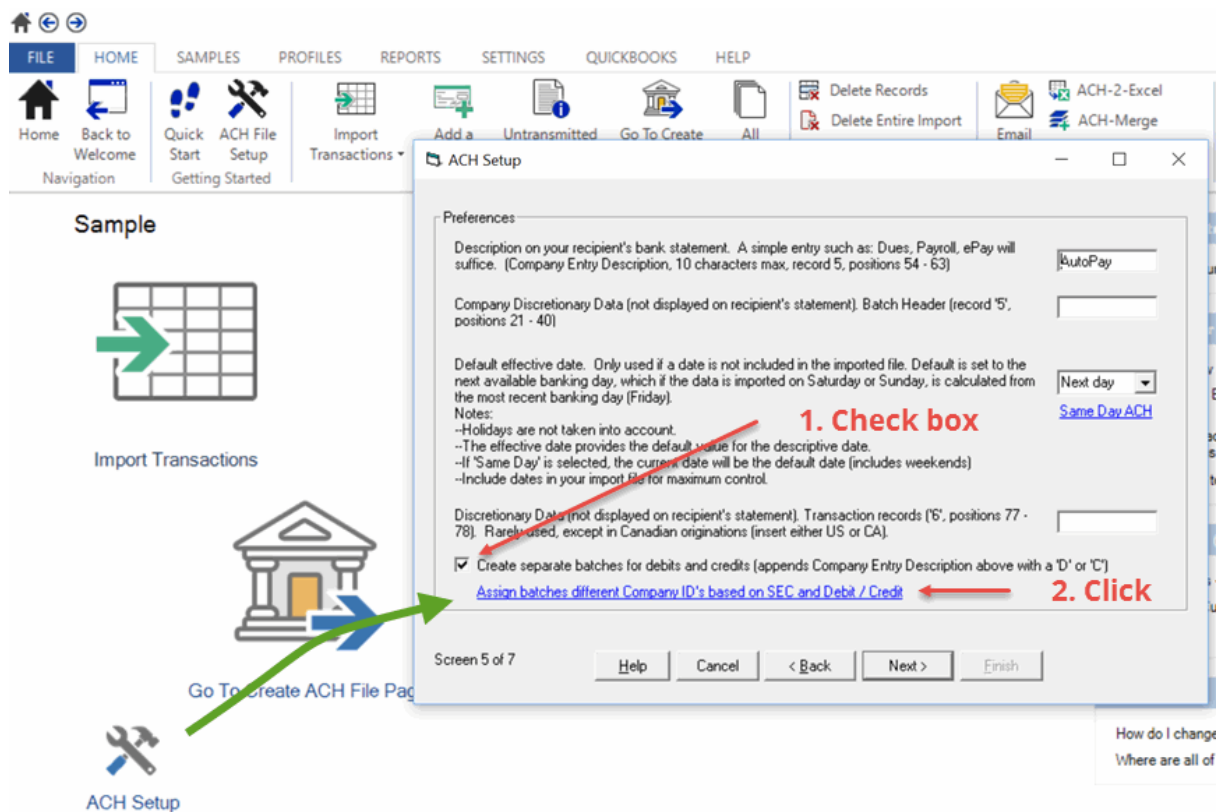 FILE HOME SAMPLES PROFILES REPORTS SETTINGS QUICKBOOKS HELP
Home
Back to
Welcome
Navigation
Quick
Start
ACH File
Setup
Getting Started
Import
Transactions
Add a
Untransmitted
Go To Create
All
Delete Records
Delete Entire Import
Email
ACH-2-Excel
ACH-Merge
Sample
Import Transactions
Go To Create ACH File Pag
ACH Setup
ACH Setup
Preferences
Description on your recipient's bank statement. A simple entry such as: Dues, Payroll, ePay will
suffice. (Company Entry Description, 10 characters max, record 5, positions 54 - 63)
AutoPay
Company Discretionary Data (not displayed on recipient's statement). Batch Header (record '5',
positions 21 - 40)
Default effective date. Only used if a date is not included in the imported file. Default is set to the
next available banking day, which if the data is imported on Saturday or Sunday, is calculated from
the most recent banking day (Friday).
Notes:
--Holidays are not taken into account.
--The effective date provides the default value for the descriptive date.
--If 'Same Day' is selected, the current date will be the default date (includes weekends)
--Include dates in your import file for maximum control.
Next day
Same Day ACH
1. Check box
Discretionary Data (not displayed on recipient's statement). Transaction records ('6', positions 77 -
78). Rarely used, except in Canadian originations (insert either US or CA).
Create separate batches for debits and credits (appends Company Entry Description above with a 'D' or 'C')
Assign batches different Company ID's based on SEC and Debit / Credit
2. Click
Screen 5 of 7
Help
Cancel
< Back
Next >
Finish
How do I change
Where are all of